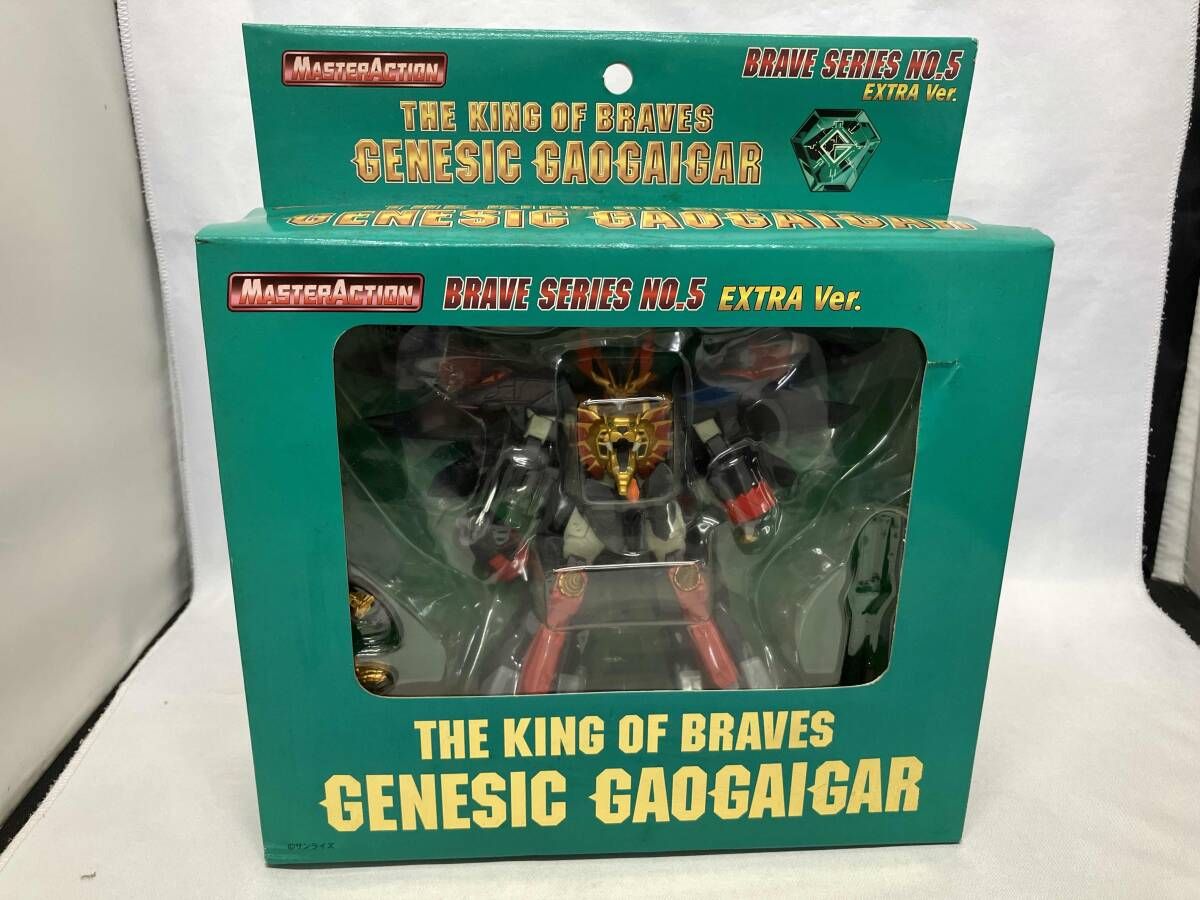 MASTERACTION
BRAVE SERIES NO.5
EXTRA Ver.
THE KING OF BRAVES
GENESIC GAOGAIGAR
GENESIC GAOGAIGAR
MASTERACTION BRAVE SERIES NO.5 EXTRA Ver.
THE KING OF BRAVES
GENESIC GAOGAIGAR
©サンライズ